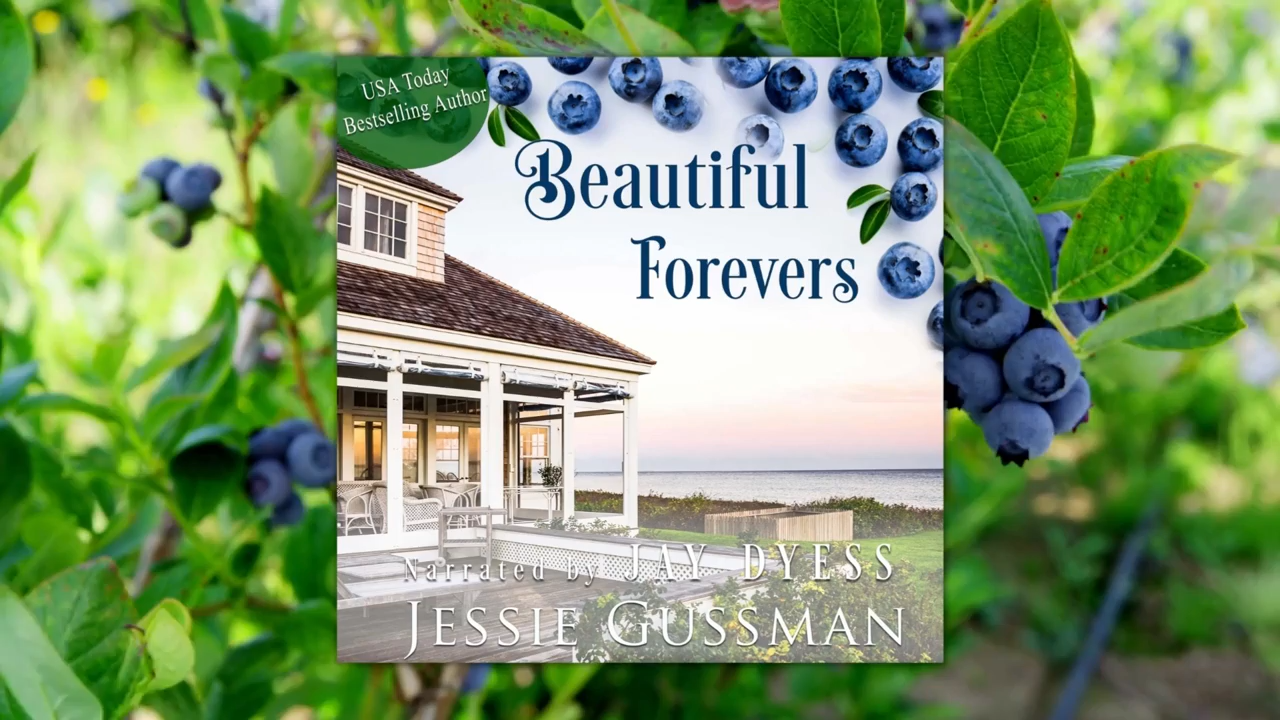 USA Today
Bestselling Author
Beautiful
Forevers
Narrated by JAY DYESS
JESSIE GUSSMAN